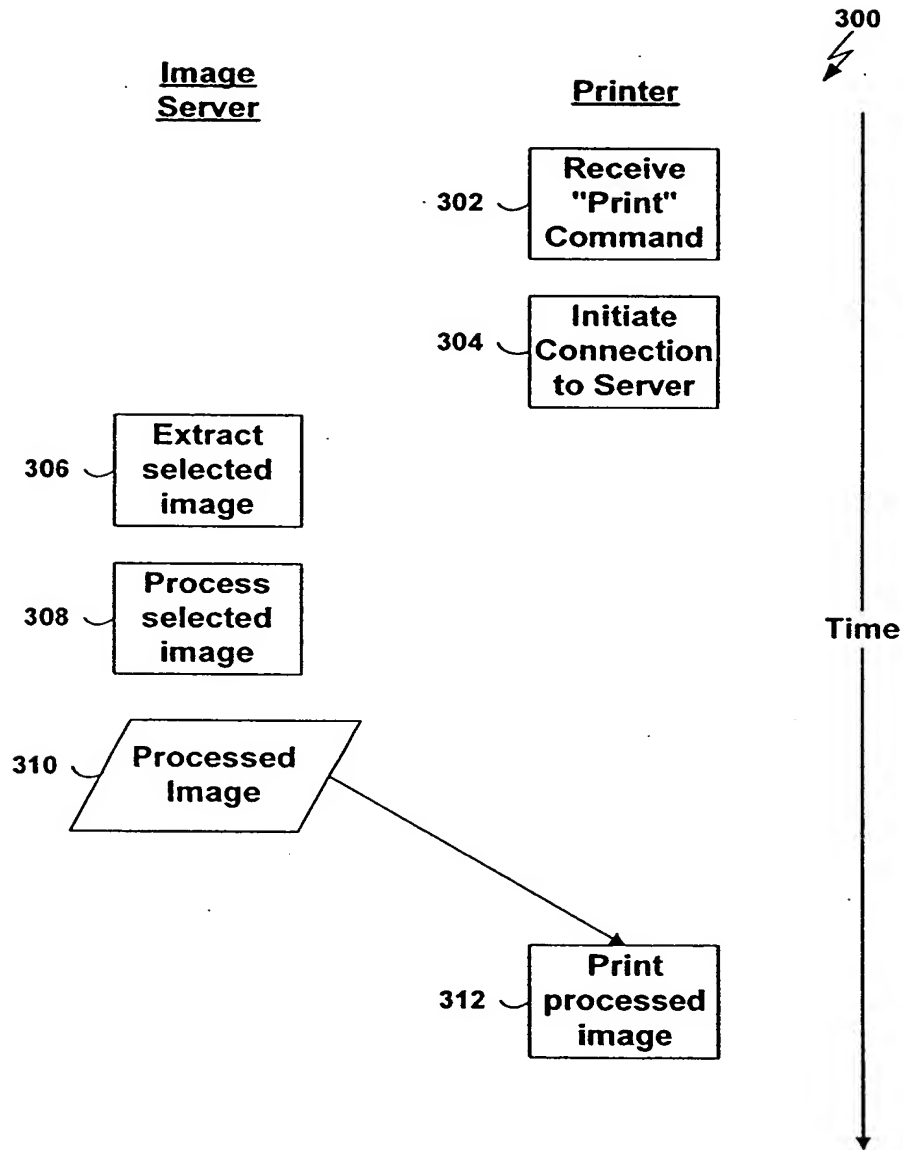 300
Image
Server
Printer
302
Receive
"Print"
Command
304
Initiate
Connection
to Server
306
Extract
selected
image
308
Process
selected
image
Time
310
Processed
Image
312
Print
processed
image